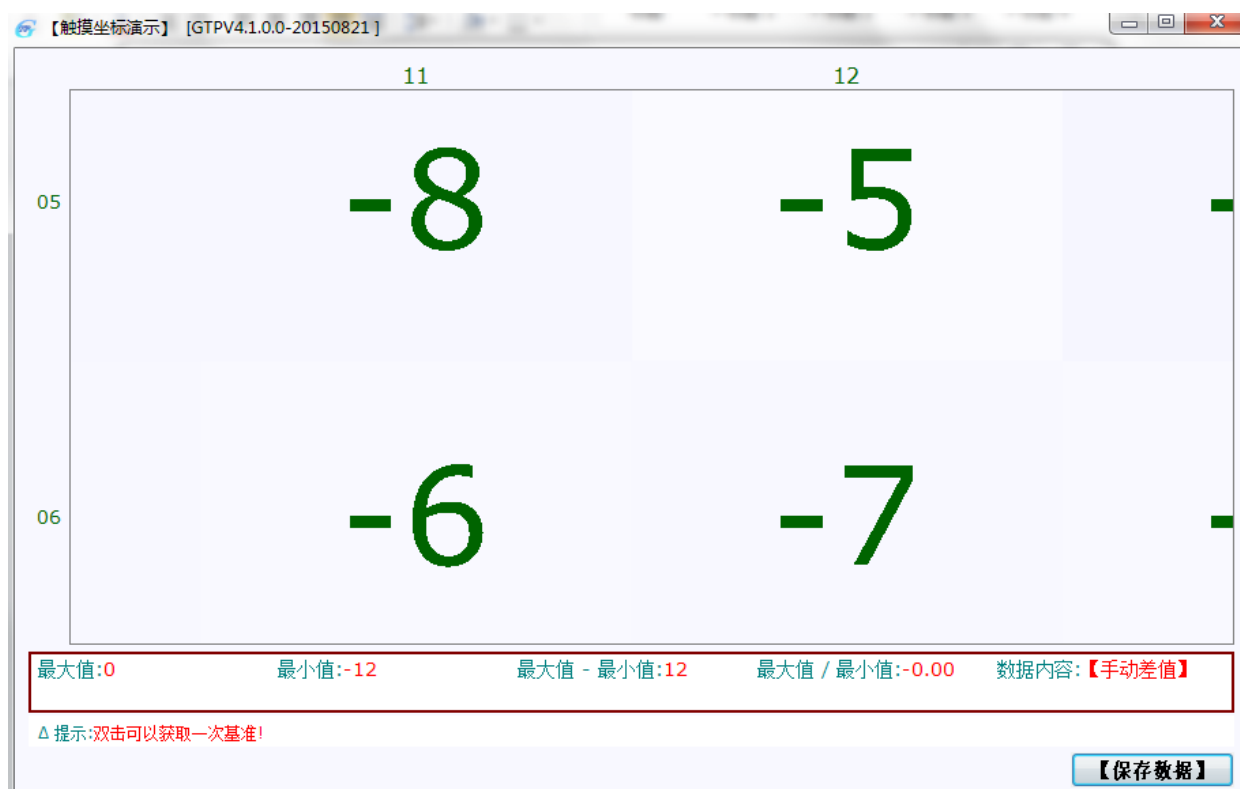 【触摸坐标演示】 [GTPV4.1.0.0-20150821 ]
11 12
05 -8 -5 -
06 -6 -7 -
最大值:0 最小值:-12 最大值 - 最小值:12 最大值 / 最小值:-0.00 数据内容:【手动差值】
Δ 提示:双击可以获取一次基准!
【保存数据】